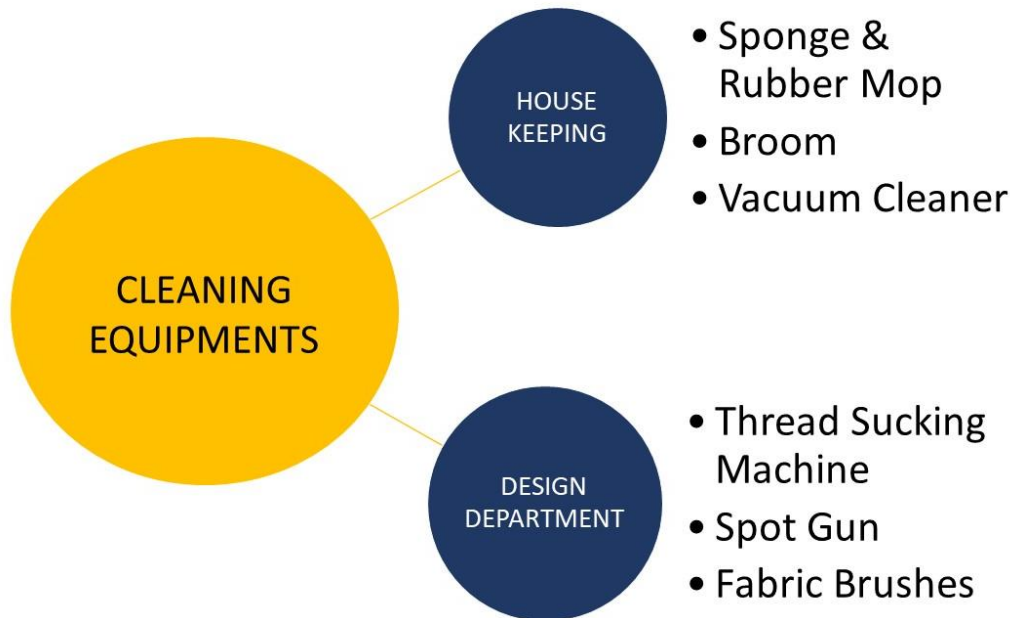 CLEANING
EQUIPMENTS
HOUSE
KEEPING
• Sponge &
Rubber Mop
• Broom
• Vacuum Cleaner
DESIGN
DEPARTMENT
• Thread Sucking
Machine
• Spot Gun
• Fabric Brushes